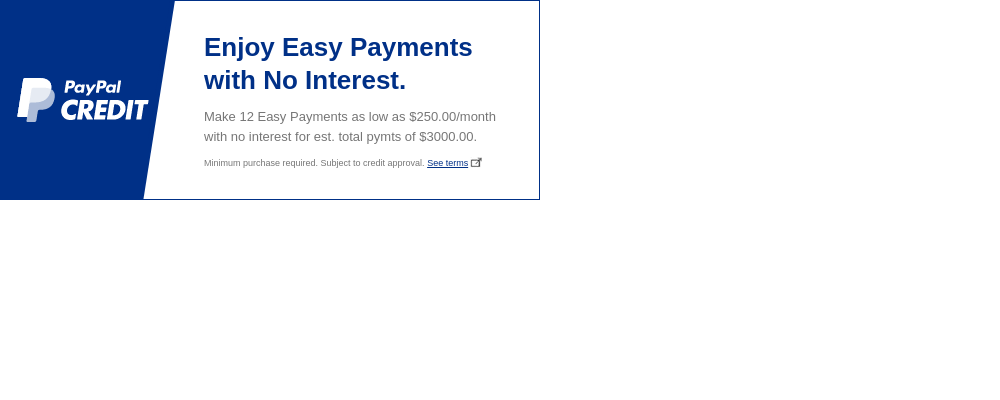 PayPal
CREDIT
Enjoy Easy Payments
with No Interest.
Make 12 Easy Payments as low as $250.00/month
with no interest for est. total pymts of $3000.00.
Minimum purchase required. Subject to credit approval. See terms